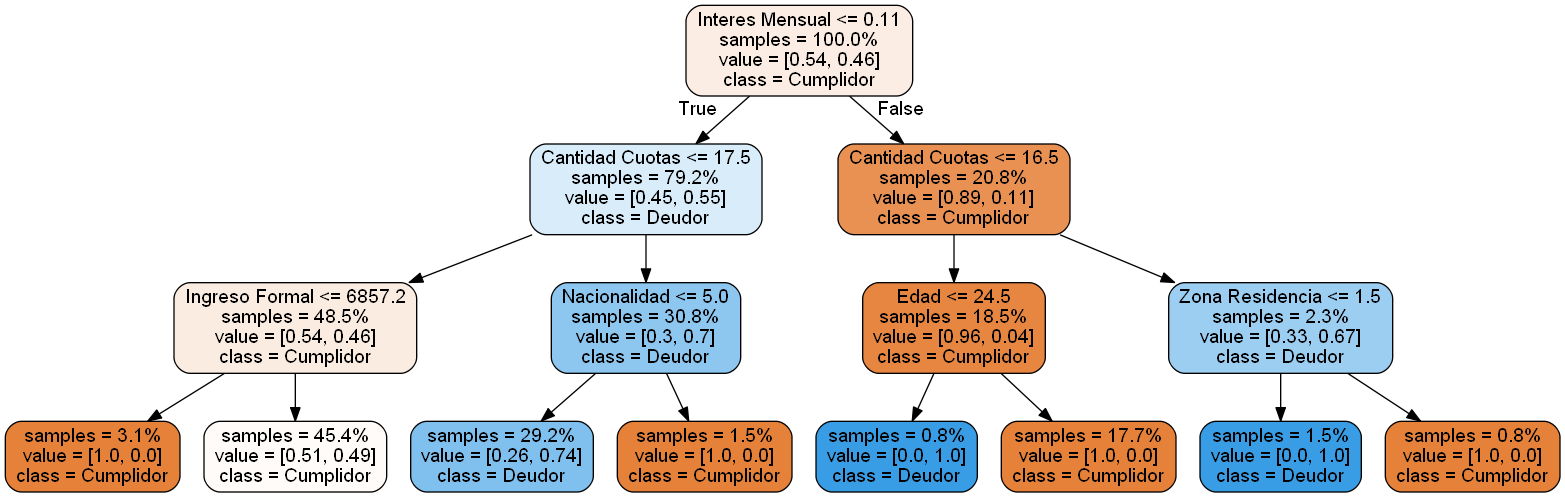 Interes Mensual <= 0.11
samples = 100.0%
value = [0.54, 0.46]
class = Cumplidor
True
False
Cantidad Cuotas <= 17.5
samples = 79.2%
value = [0.45, 0.55]
class = Deudor
Cantidad Cuotas <= 16.5
samples = 20.8%
value = [0.89, 0.11]
class = Cumplidor
Ingreso Formal <= 6857.2
samples = 48.5%
value = [0.54, 0.46]
class = Cumplidor
Nacionalidad <= 5.0
samples = 30.8%
value = [0.3, 0.7]
class = Deudor
Edad <= 24.5
samples = 18.5%
value = [0.96, 0.04]
class = Cumplidor
Zona Residencia <= 1.5
samples = 2.3%
value = [0.33, 0.67]
class = Deudor
samples = 3.1%
value = [1.0, 0.0]
class = Cumplidor
samples = 45.4%
value = [0.51, 0.49]
class = Cumplidor
samples = 29.2%
value = [0.26, 0.74]
class = Deudor
samples = 1.5%
value = [1.0, 0.0]
class = Cumplidor
samples = 0.8%
value = [0.0, 1.0]
class = Deudor
samples = 17.7%
value = [1.0, 0.0]
class = Cumplidor
samples = 1.5%
value = [0.0, 1.0]
class = Deudor
samples = 0.8%
value = [1.0, 0.0]
class = Cumplidor